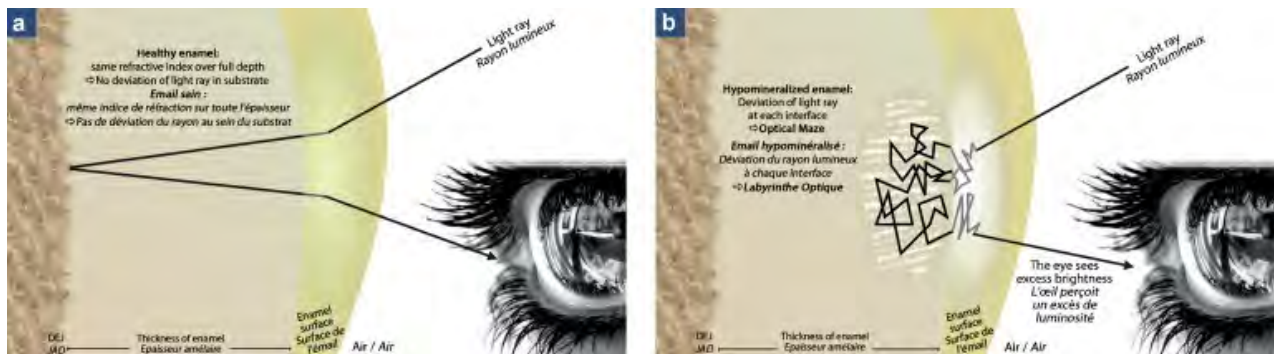 a
Healthy enamel:
same refractive index over full depth
⇨No deviation of light ray in substrate
Email sain :
même indice de réfraction sur toute l'épaisseur
⇨Pas de déviation du rayon au sein du substrat
Light ray
Rayon lumineux
DEJ
JAD
Thickness of enamel
Epaisseur amélaire
Enamel
surface
Surface de
l'émail
Air / Air
b
Hypomineralized enamel:
Deviation of light ray
at each interface
⇨Optical Maze
Email hypominéralisé :
Déviation du rayon lumineux
à chaque interface
⇨Labyrinthe Optique
Light ray
Rayon lumineux
The eye sees
excess brightness
L'œil perçoit
un excès de
luminosité
DEJ
JAD
Thickness of enamel
Epaisseur amélaire
Enamel
surface
Surface de
l'émail
Air / Air